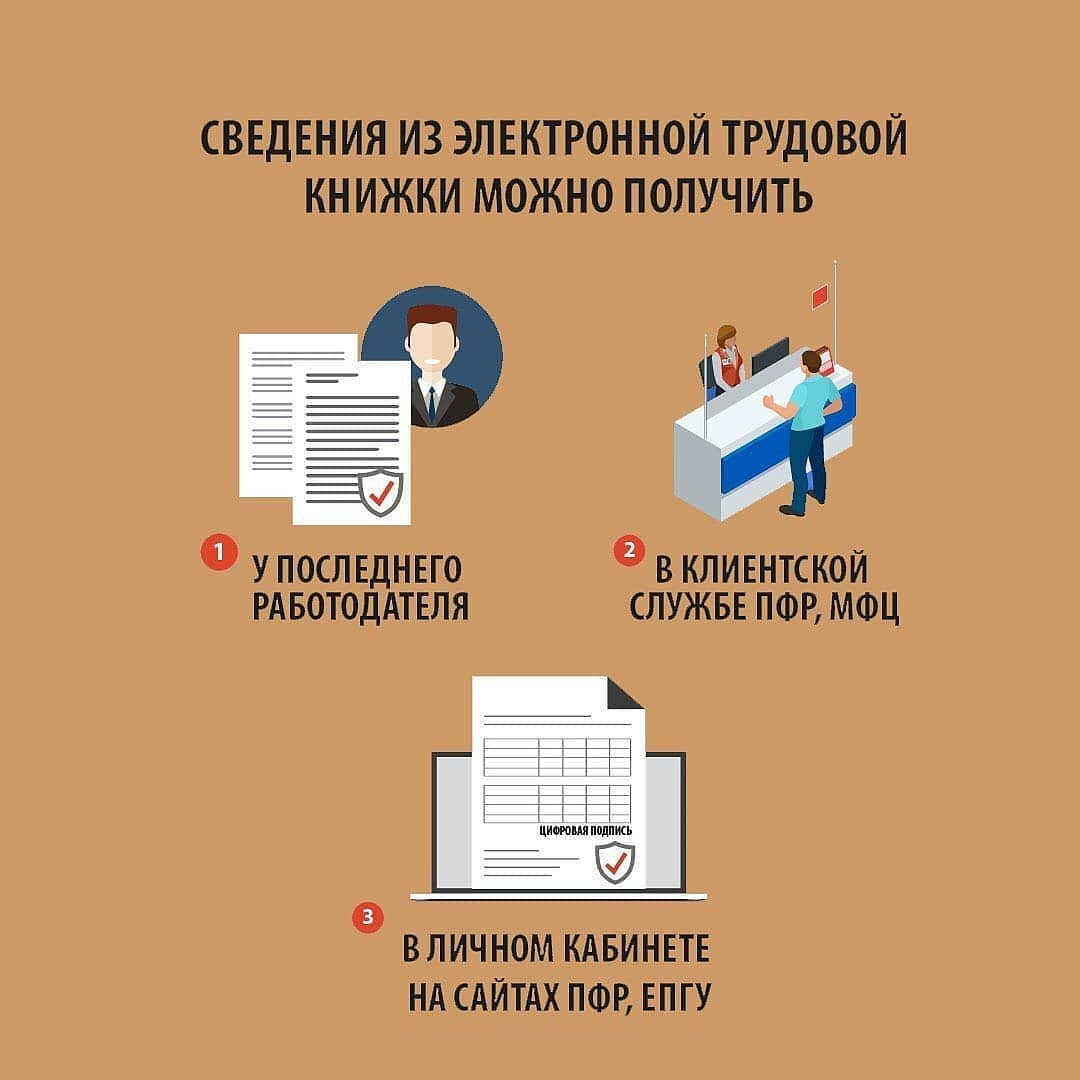 СВЕДЕНИЯ ИЗ ЭЛЕКТРОННОЙ ТРУДОВОЙ
КНИЖКИ МОЖНО ПОЛУЧИТЬ
1
У ПОСЛЕДНЕГО
РАБОТОДАТЕЛЯ
2
В КЛИЕНТСКОЙ
СЛУЖБЕ ПФР, МФЦ
ЦИФРОВАЯ ПОДПИСЬ
3
В ЛИЧНОМ КАБИНЕТЕ
НА САЙТАХ ПФР, ЕПГУ